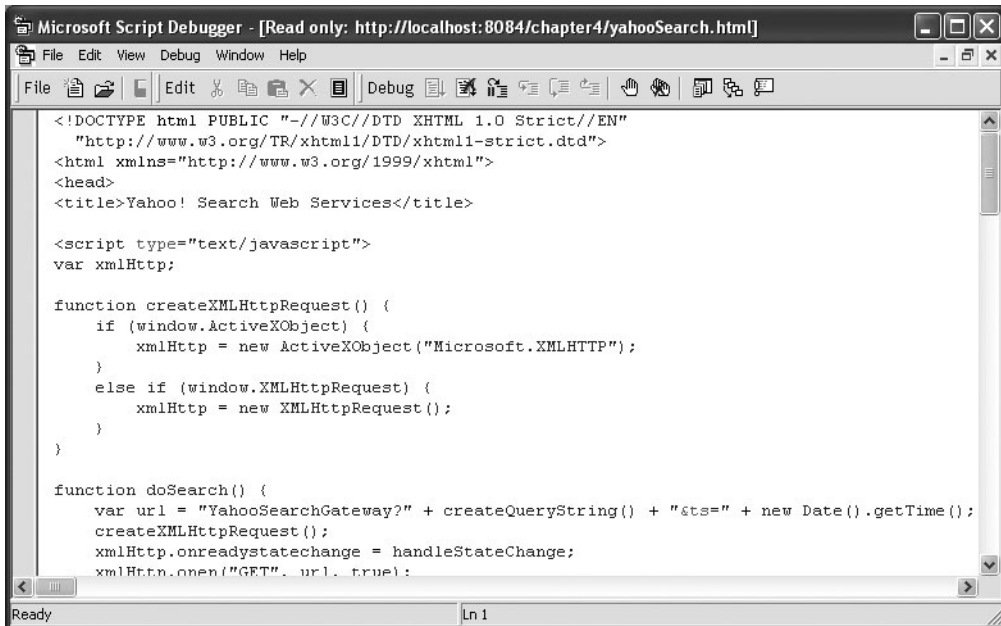 Microsoft Script Debugger - [Read only: http://localhost:8084/chapter4/yahooSearch.html]
File Edit View Debug Window Help
File Edit Debug
<!DOCTYPE html PUBLIC "-//W3C//DTD XHTML 1.0 Strict//EN"
  "http://www.w3.org/TR/xhtml1/DTD/xhtml1-strict.dtd">
<html xmlns="http://www.w3.org/1999/xhtml">
<head>
<title>Yahoo! Search Web Services</title>

<script type="text/javascript">
var xmlHttp;

function createXMLHttpRequest() {
    if (window.ActiveXObject) {
        xmlHttp = new ActiveXObject("Microsoft.XMLHTTP");
    }
    else if (window.XMLHttpRequest) {
        xmlHttp = new XMLHttpRequest();
    }
}

function doSearch() {
    var url = "YahooSearchGateway?" + createQueryString() + "&ts=" + new Date().getTime();
    createXMLHttpRequest();
    xmlHttp.onreadystatechange = handleStateChange;
    xmlHttp.open("GET", url, true);
Ready Ln 1